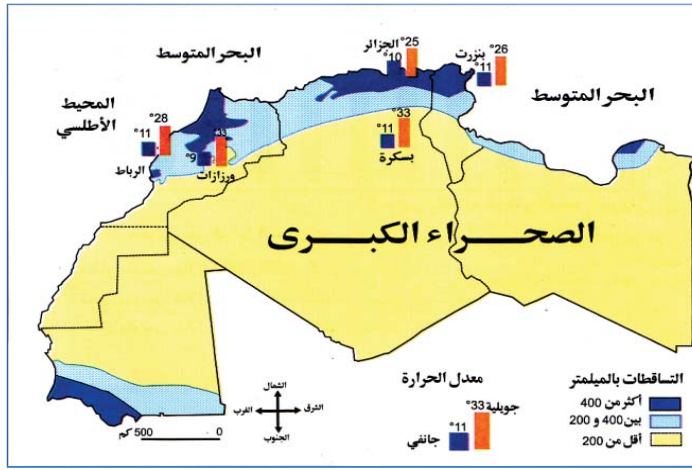 البحر المتوسط
°25
الجزائر
°10
°26
بنزرت
°11
البحر المتوسط
المحيط
الأطلسي
°28
°11
الرباط
33
°9
ورزازات
°33
°11
بسكرة
الصحـــراء الكبـــرى
التساقطات بالميلمتر
أكثر من 400
بين 400 و 200
أقل من 200
معدل الحرارة
جويلية °33
°11
جانفي
الشمال
الشرق
الغرب
الجنوب
500 كم
0